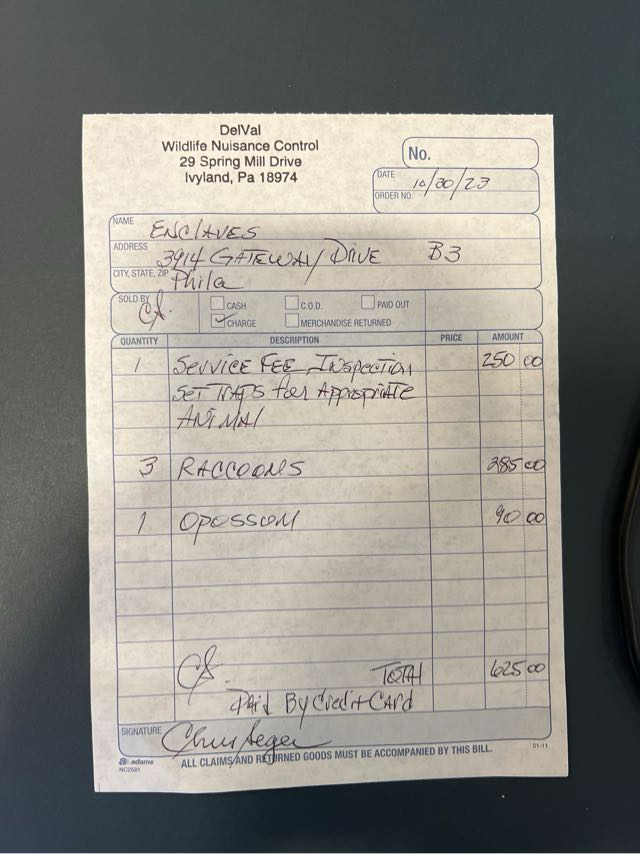 DelVal
Wildlife Nuisance Control
29 Spring Mill Drive
Ivyland, Pa 18974
No.
DATE 10/30/23
ORDER NO.
NAME ENCLAVES
ADDRESS 3914 GATEWAY DRIVE B3
CITY, STATE, ZIP Phila
SOLD BY CS.
CASH C.O.D. PAID OUT
CHARGE MERCHANDISE RETURNED
QUANTITY DESCRIPTION PRICE AMOUNT
1 SERVICE FEE, INSPECTION 250 00
SET TRAPS for Appropriate
ANIMAl
3 RACCOONS 285 00
1 OPOSSOM 90 00
CS. TOTAl 625 00
Paid By Credit Card
SIGNATURE
adams
NC2581
ALL CLAIMS AND RETURNED GOODS MUST BE ACCOMPANIED BY THIS BILL.
01-11